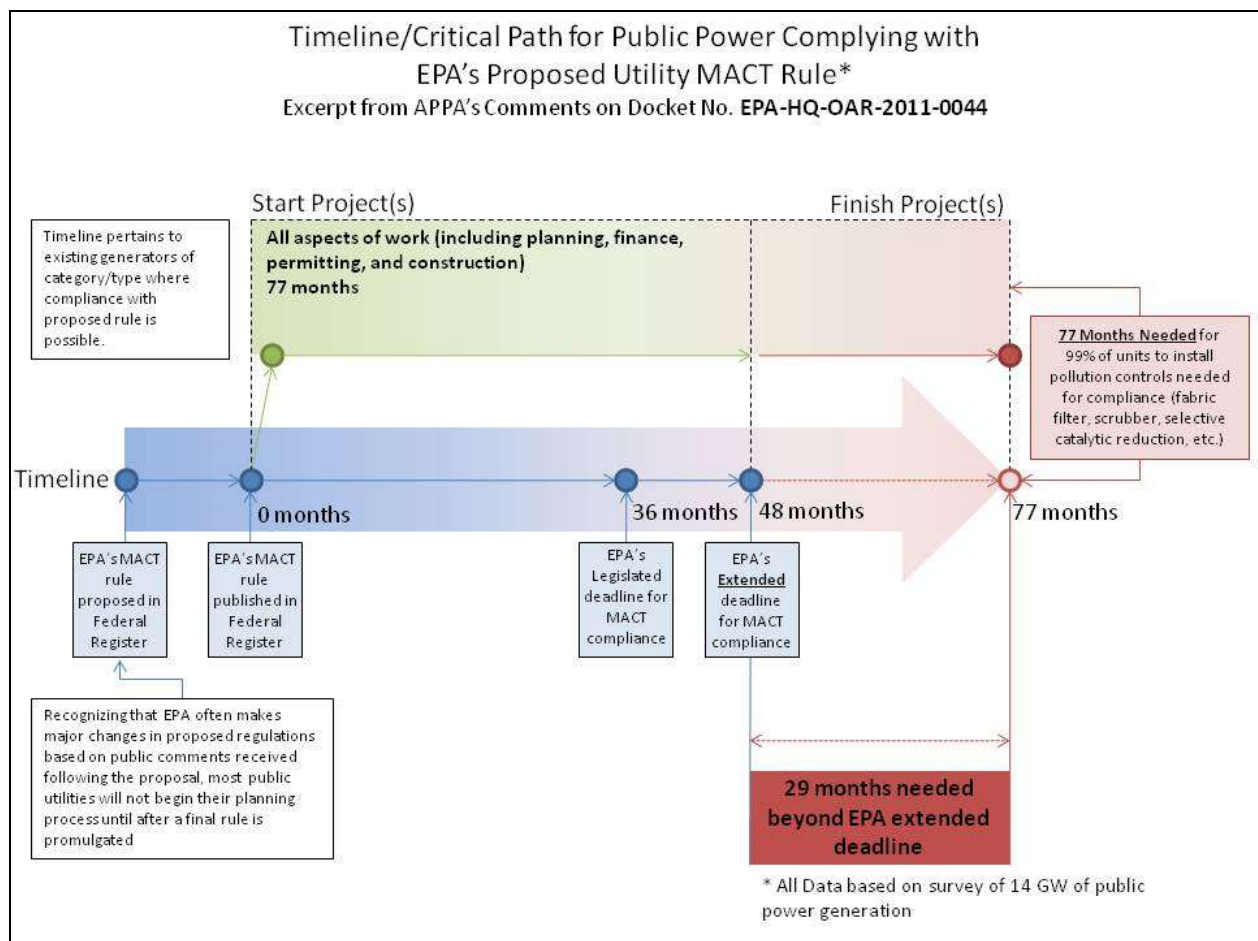 Timeline/Critical Path for Public Power Complying with
EPA's Proposed Utility MACT Rule*
Excerpt from APPA's Comments on Docket No. EPA-HQ-OAR-2011-0044
Start Project(s)
Finish Project(s)
Timeline pertains to
existing generators of
category/type where
compliance with
proposed rule is
possible.
All aspects of work (including planning, finance,
permitting, and construction)
77 months
77 Months Needed for
99% of units to install
pollution controls needed
for compliance (fabric
filter, scrubber, selective
catalytic reduction, etc.)
Timeline
0 months
36 months
48 months
77 months
EPA's MACT
rule
proposed in
Federal
Register
EPA's MACT
rule
published in
Federal
Register
EPA's
Legislated
deadline for
MACT
compliance
EPA's
Extended
deadline
for MACT
compliance
Recognizing that EPA often makes
major changes in proposed regulations
based on public comments received
following the proposal, most public
utilities will not begin their planning
process until after a final rule is
promulgated
29 months needed
beyond EPA extended
deadline
* All Data based on survey of 14 GW of public
power generation